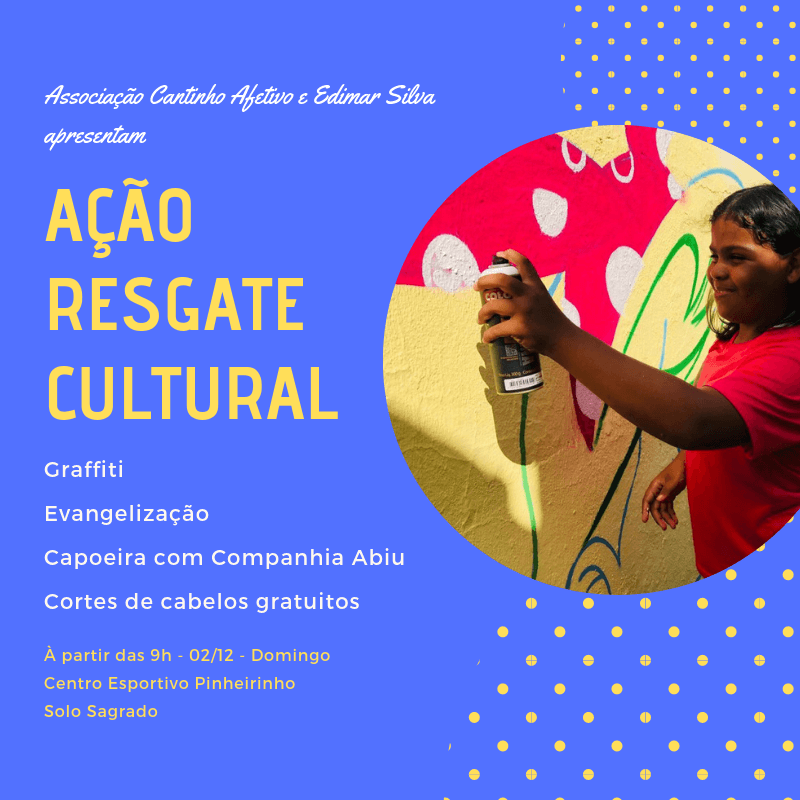 Associação Cantinho Afetivo e Edimar Silva
apresentam
AÇÃO
RESGATE
CULTURAL
Graffiti
Evangelização
Capoeira com Companhia Abiu
Cortes de cabelos gratuitos
À partir das 9h - 02/12 - Domingo
Centro Esportivo Pinheirinho
Solo Sagrado